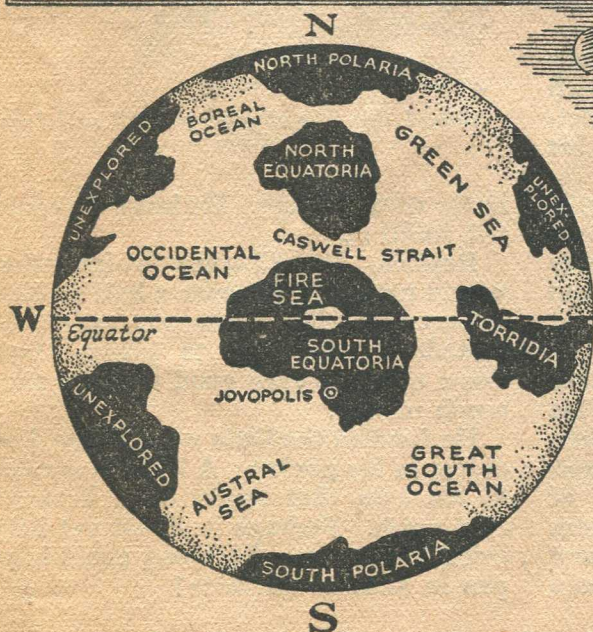 N
NORTH POLARIA
BOREAL
OCEAN
UNEXPLORED
NORTH
EQUATORIA
GREEN SEA
UNEX-
PLORED
OCCIDENTAL
OCEAN
CASWELL STRAIT
FIRE
SEA
W
Equator
TORRIDIA
SOUTH
EQUATORIA
JOVOPOLIS
UNEXPLORED
GREAT
SOUTH
OCEAN
AUSTRAL
SEA
SOUTH POLARIA
S